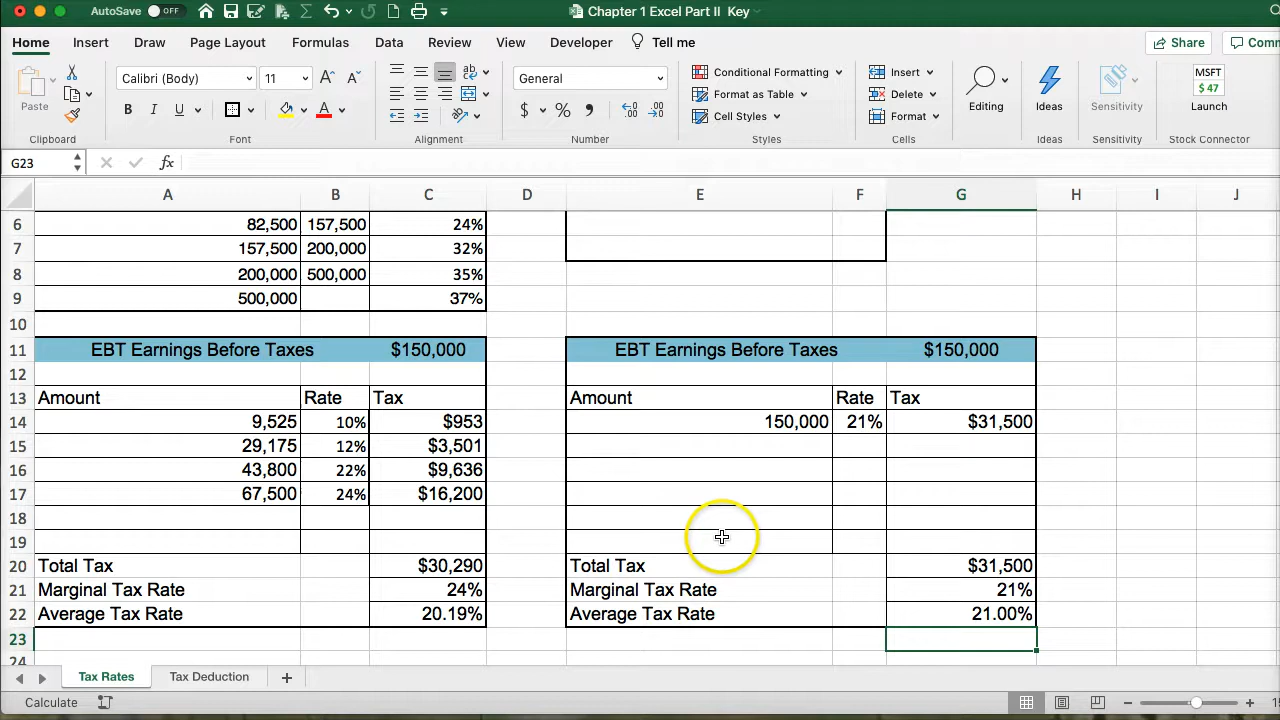 AutoSave OFF
Chapter 1 Excel Part II Key
Home Insert Draw Page Layout Formulas Data Review View Developer Tell me Share
Paste Calibri (Body) 11 ab General Conditional Formatting Insert MSFT
$ 47
Format as Table Delete
B I U A $ % Cell Styles Format Editing Ideas Sensitivity Launch
Clipboard Font Alignment Number Styles Cells Ideas Sensitivity Stock Connector
G23 fx
A B C D E F G H I J
6 82,500 157,500 24%
7 157,500 200,000 32%
8 200,000 500,000 35%
9 500,000 37%
10
11 EBT Earnings Before Taxes $150,000 EBT Earnings Before Taxes $150,000
12
13 Amount Rate Tax Amount Rate Tax
14 9,525 10% $953 150,000 21% $31,500
15 29,175 12% $3,501
16 43,800 22% $9,636
17 67,500 24% $16,200
18
19
20 Total Tax $30,290 Total Tax $31,500
21 Marginal Tax Rate 24% Marginal Tax Rate 21%
22 Average Tax Rate 20.19% Average Tax Rate 21.00%
23
24
Tax Rates Tax Deduction
Calculate